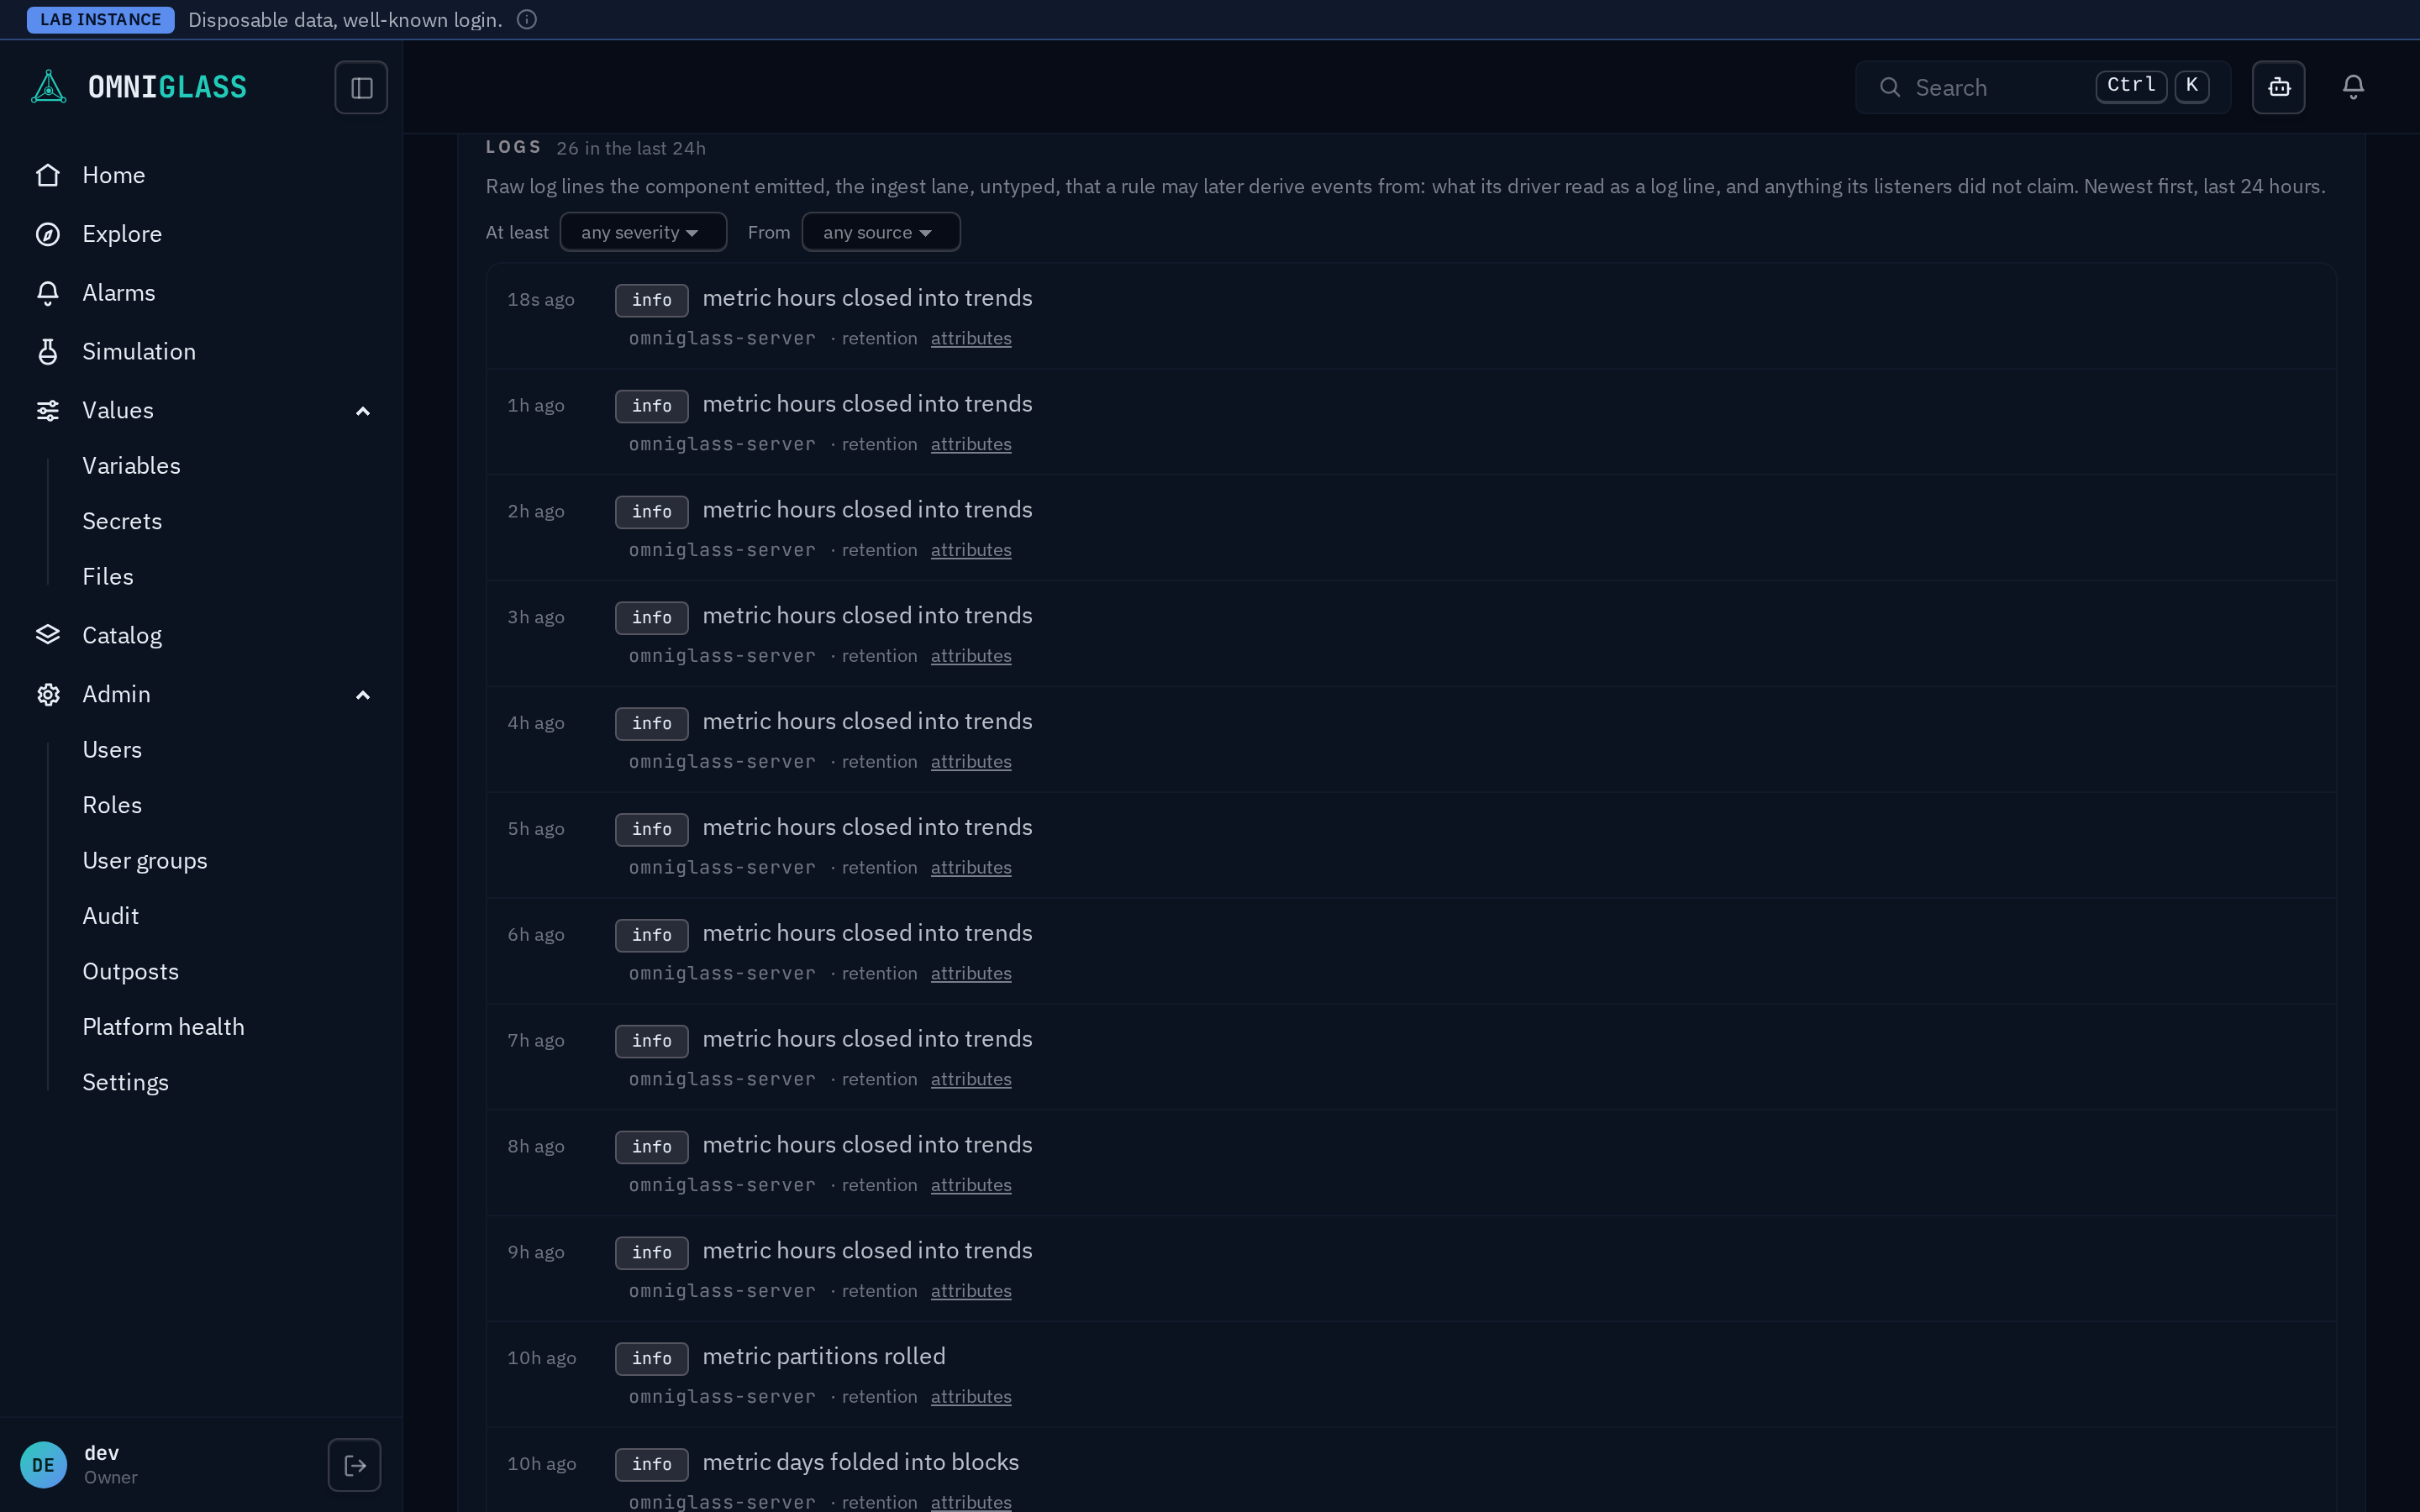 LAB INSTANCE Disposable data, well-known login.
OMNIGLASS
Search Ctrl K
Home
Explore
Alarms
Simulation
Values
Variables
Secrets
Files
Catalog
Admin
Users
Roles
User groups
Audit
Outposts
Platform health
Settings
DE dev
Owner
LOGS 26 in the last 24h
Raw log lines the component emitted, the ingest lane, untyped, that a rule may later derive events from: what its driver read as a log line, and anything its listeners did not claim. Newest first, last 24 hours.
At least any severity From any source
18s ago info metric hours closed into trends
omniglass-server · retention attributes
1h ago info metric hours closed into trends
omniglass-server · retention attributes
2h ago info metric hours closed into trends
omniglass-server · retention attributes
3h ago info metric hours closed into trends
omniglass-server · retention attributes
4h ago info metric hours closed into trends
omniglass-server · retention attributes
5h ago info metric hours closed into trends
omniglass-server · retention attributes
6h ago info metric hours closed into trends
omniglass-server · retention attributes
7h ago info metric hours closed into trends
omniglass-server · retention attributes
8h ago info metric hours closed into trends
omniglass-server · retention attributes
9h ago info metric hours closed into trends
omniglass-server · retention attributes
10h ago info metric partitions rolled
omniglass-server · retention attributes
10h ago info metric days folded into blocks
omniglass-server · retention attributes